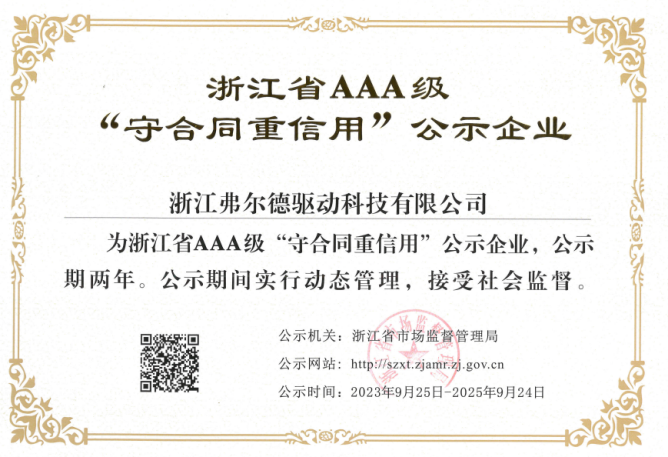 浙江省AAA级
“守合同重信用”公示企业
浙江弗尔德驱动科技有限公司
为浙江省AAA级“守合同重信用”公示企业，公示
期两年。公示期间实行动态管理，接受社会监督。
公示机关：浙江省市场监督管理局
公示网站：http://szxt.zjamr.zj.gov.cn
公示时间：2023年9月25日-2025年9月24日